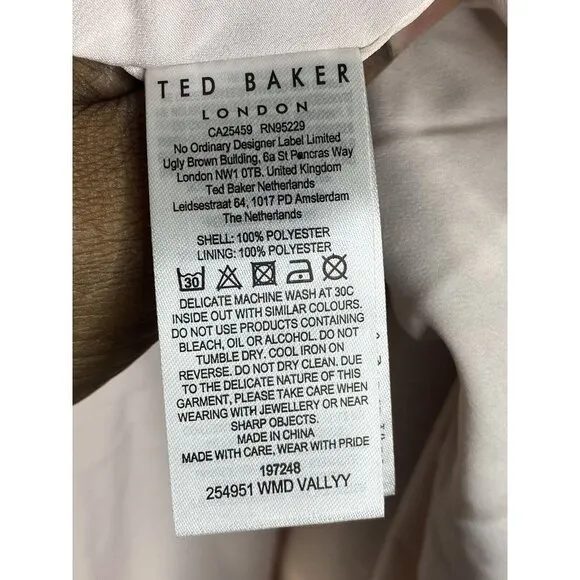 TED BAKER
LONDON
CA25459 RN95229
No Ordinary Designer Label Limited
Ugly Brown Building, 6a St Pancras Way
London NW1 0TB, United Kingdom
Ted Baker Netherlands
Leidsestraat 64, 1017 PD Amsterdam
The Netherlands
SHELL: 100% POLYESTER
LINING: 100% POLYESTER
30
DELICATE MACHINE WASH AT 30C
INSIDE OUT WITH SIMILAR COLOURS.
DO NOT USE PRODUCTS CONTAINING
BLEACH, OIL OR ALCOHOL. DO NOT
TUMBLE DRY. COOL IRON ON
REVERSE. DO NOT DRY CLEAN. DUE
TO THE DELICATE NATURE OF THIS
GARMENT, PLEASE TAKE CARE WHEN
WEARING WITH JEWELLERY OR NEAR
SHARP OBJECTS.
MADE IN CHINA
MADE WITH CARE, WEAR WITH PRIDE
197248
254951 WMD VALLYY